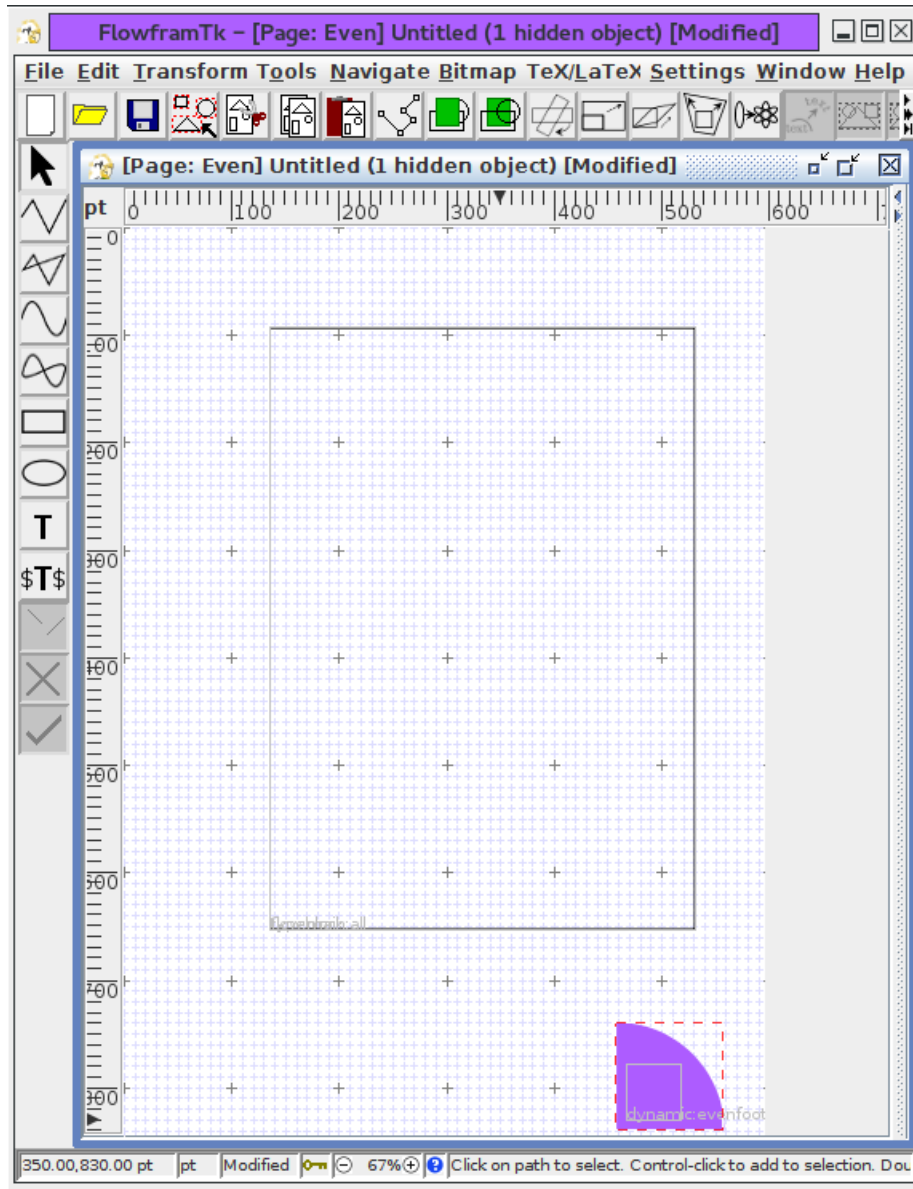 FlowframTk – [Page: Even] Untitled (1 hidden object) [Modified]
File Edit Transform Tools Navigate Bitmap TeX/LaTeX Settings Window Help
[Page: Even] Untitled (1 hidden object) [Modified]
pt 0 100 200 300 400 500 600
0
100
200
T
300
$T$
400
500
600
:all
700
800
dynamic:evenfoot
350.00,830.00 pt pt Modified 67% Click on path to select. Control-click to add to selection. Dou